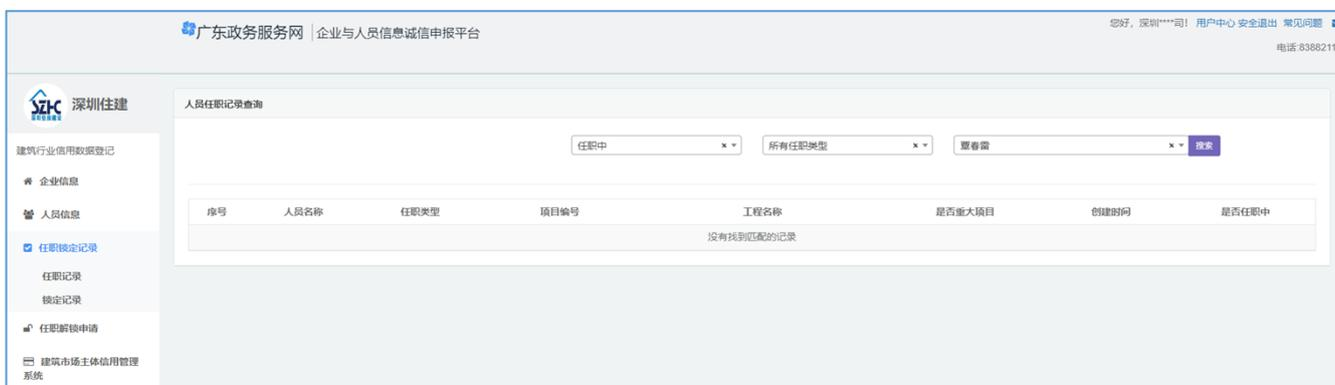 广东政务服务网 企业与人员信息诚信申报平台
您好，深圳****司! 用户中心 安全退出 常见问题
电话:8388211
SZHC 深圳住建
人员任职记录查询
任职中 所有任职类型 覃春雷 搜索
建筑行业信用数据登记
企业信息
人员信息
任职锁定记录
任职记录
锁定记录
任职解锁申请
建筑市场主体信用管理
系统
序号 人员名称 任职类型 项目编号 工程名称 是否重大项目 创建时间 是否任职中
没有找到匹配的记录